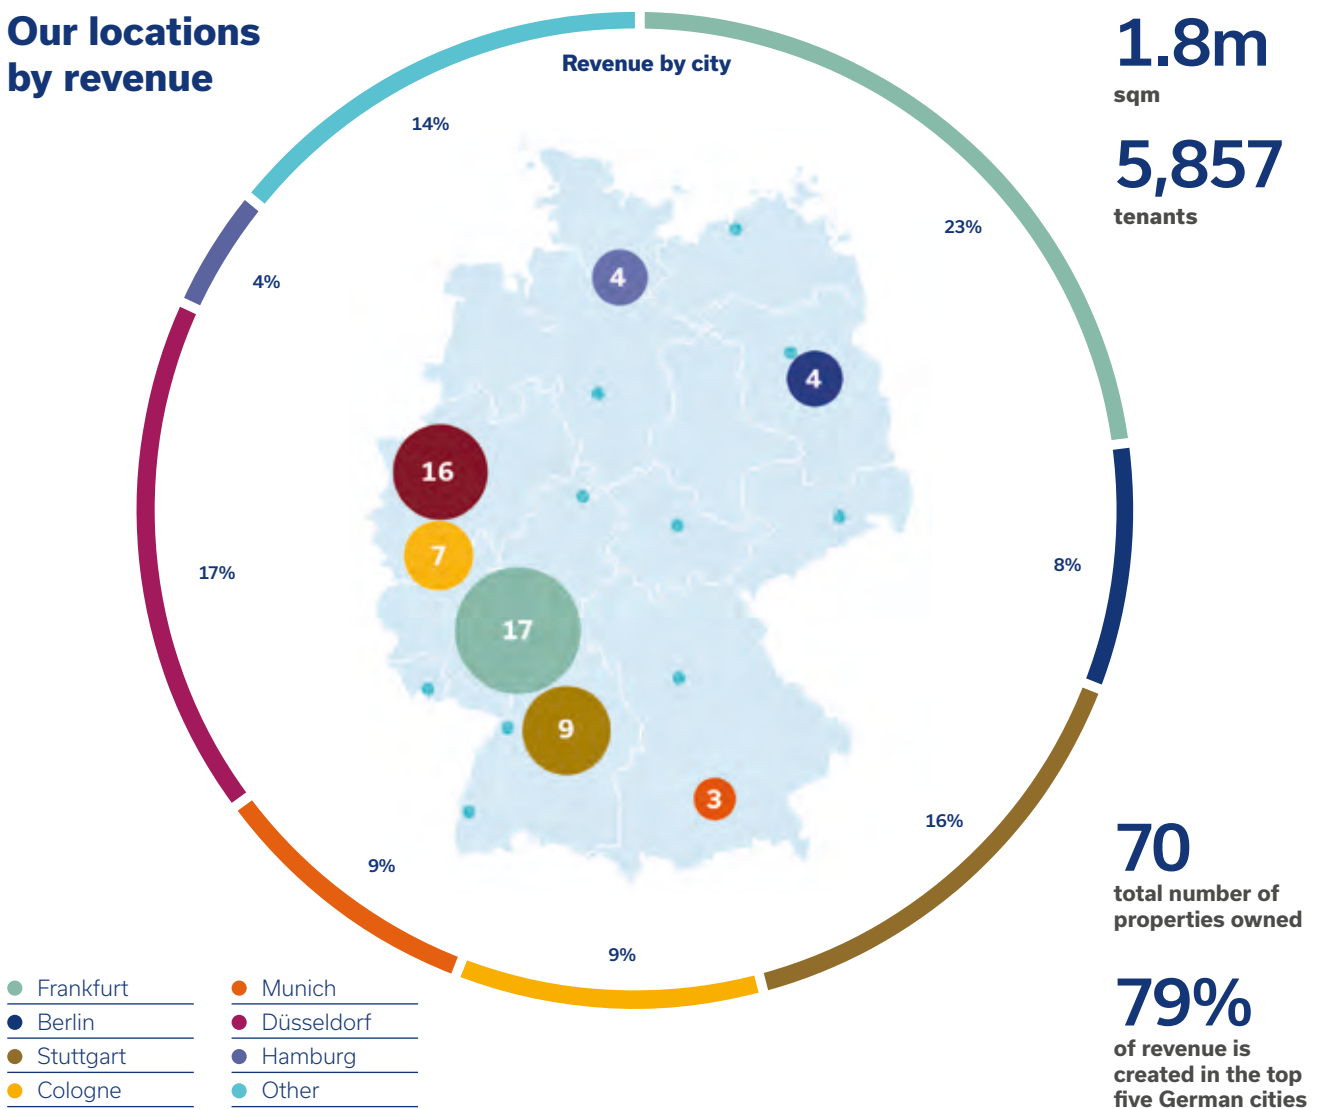 Our locations
by revenue
Revenue by city
1.8m
sqm
5,857
tenants
14%
23%
4%
4
4
16
7
17%
8%
17
9
3
16%
9%
9%
70
total number of
properties owned
79%
of revenue is
created in the top
five German cities
Frankfurt
Berlin
Stuttgart
Cologne
Munich
Düsseldorf
Hamburg
Other